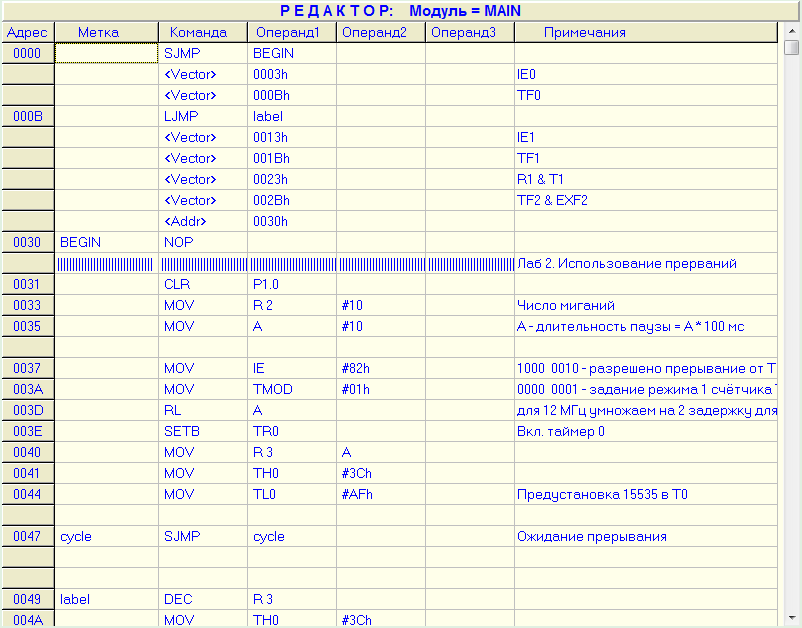 Р Е Д А К Т О Р: Модуль = MAIN
Адрес Метка Команда Операнд1 Операнд2 Операнд3 Примечания
0000 SJMP BEGIN
<Vector> 0003h IE0
<Vector> 000Bh TF0
000B LJMP label
<Vector> 0013h IE1
<Vector> 001Bh TF1
<Vector> 0023h R1 & T1
<Vector> 002Bh TF2 & EXF2
<Addr> 0030h
0030 BEGIN NOP
Лаб 2. Использование прерваний
0031 CLR P1.0
0033 MOV R 2 #10 Число миганий
0035 MOV A #10 A - длительность паузы = A * 100 мс
0037 MOV IE #82h 1000 0010 - разрешено прерывание от T
003A MOV TMOD #01h 0000 0001 - задание режима 1 счётчика
003D RL A для 12 МГц умножаем на 2 задержку для
003E SETB TR0 Вкл. таймер 0
0040 MOV R 3 A
0041 MOV TH0 #3Ch
0044 MOV TL0 #AFh Предустановка 15535 в T0
0047 cycle SJMP cycle Ожидание прерывания
0049 label DEC R 3
004A MOV TH0 #3Ch